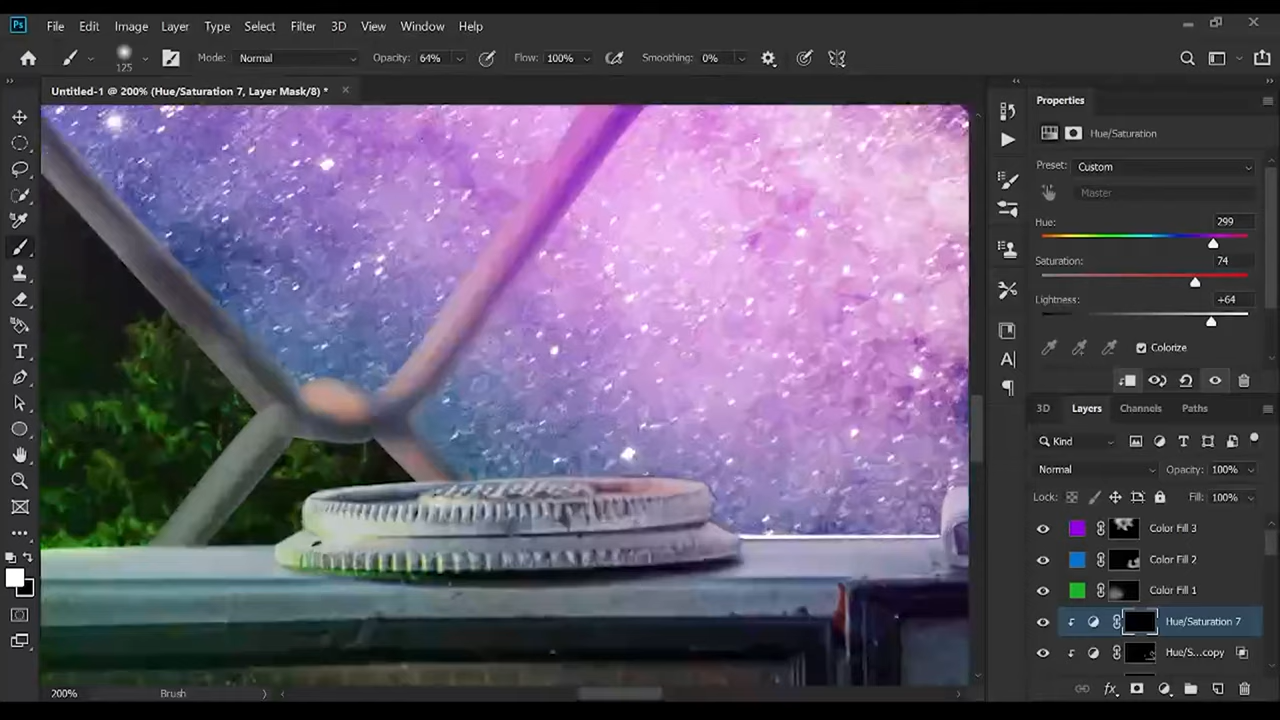 Ps File Edit Image Layer Type Select Filter 3D View Window Help
125 Mode: Normal Opacity: 64% Flow: 100% Smoothing: 0%
Untitled-1 @ 200% (Hue/Saturation 7, Layer Mask/8) *
Properties
Hue/Saturation
Preset: Custom
Master
Hue: 299
Saturation: 74
Lightness: +64
Colorize
3D Layers Channels Paths
Kind
Normal Opacity: 100%
Lock: Fill: 100%
Color Fill 3
Color Fill 2
Color Fill 1
Hue/Saturation 7
Hue/S...copy
200% Brush